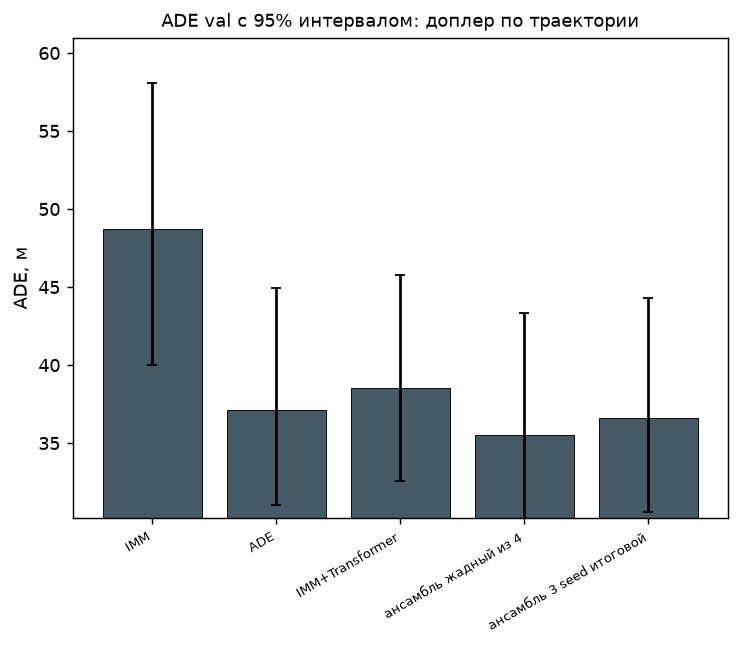 ADE val с 95% интервалом: доплер по траектории
ADE, м
60
55
50
45
40
35
IMM
ADE
IMM+Transformer
ансамбль жадный из 4
ансамбль 3 seed итоговой